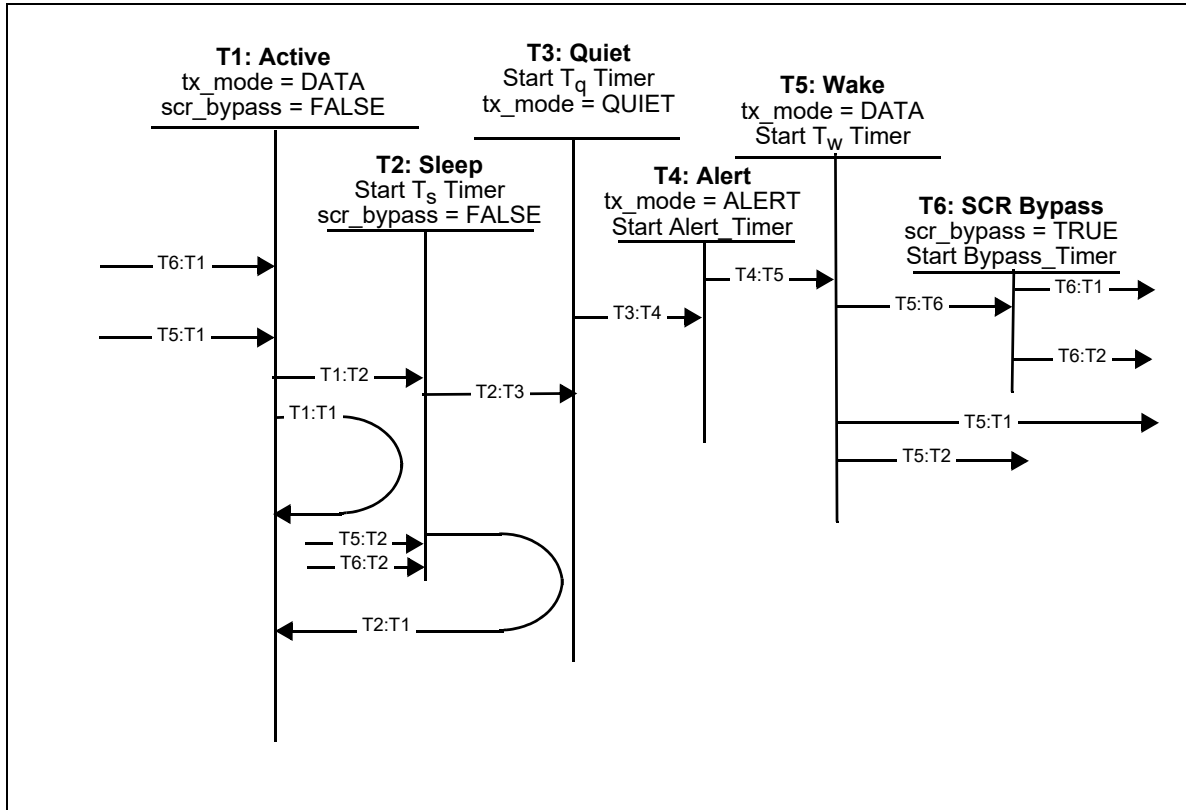 T1: Active
tx_mode = DATA
scr_bypass = FALSE
T2: Sleep
Start Ts Timer
scr_bypass = FALSE
T3: Quiet
Start Tq Timer
tx_mode = QUIET
T4: Alert
tx_mode = ALERT
Start Alert_Timer
T5: Wake
tx_mode = DATA
Start Tw Timer
T6: SCR Bypass
scr_bypass = TRUE
Start Bypass_Timer
T6:T1
T5:T1
T1:T2
T1:T1
T5:T2
T6:T2
T2:T1
T2:T3
T3:T4
T4:T5
T5:T6
T6:T1
T6:T2
T5:T1
T5:T2